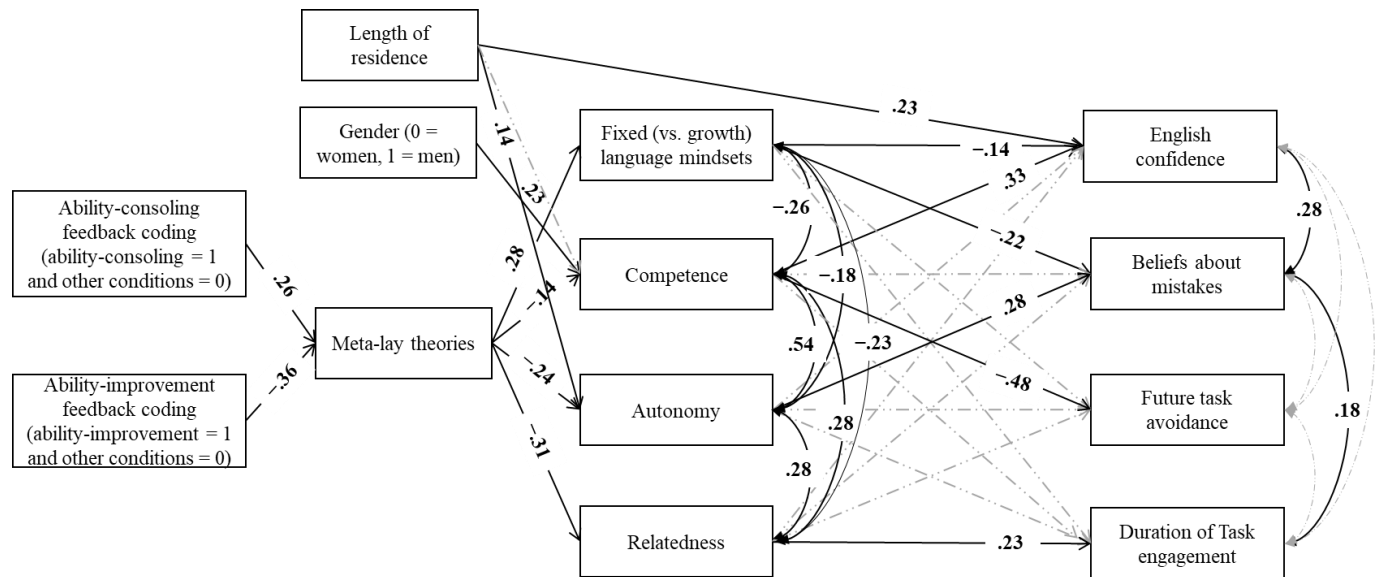 Length of
residence
Gender (0 =
women, 1 = men)
Ability-consoling
feedback coding
(ability-consoling = 1
and other conditions = 0)
Ability-improvement
feedback coding
(ability-improvement = 1
and other conditions = 0)
Meta-lay theories
Fixed (vs. growth)
language mindsets
Competence
Autonomy
Relatedness
English
confidence
Beliefs about
mistakes
Future task
avoidance
Duration of Task
engagement
.26
-.36
.14
.23
.28
-.14
-.24
.31
.23
−.14
.33
−.26
-.22
−.18
.28
.54
−.23
-.48
.28
.28
.23
.28
.18